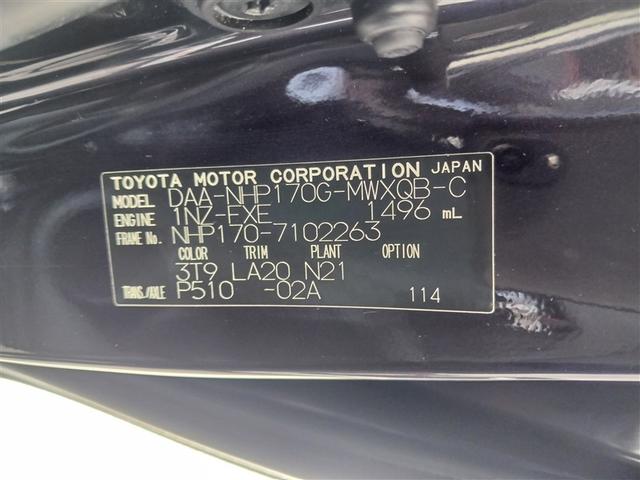 TOYOTA MOTOR CORPORATION JAPAN
MODEL DAA-NHP170G-MWXQB-C
ENGINE 1NZ-FXE 1496 mL
FRAME No. NHP170-7102263
COLOR TRIM PLANT OPTION
3T9 LA20 N21
TRANS./AXLE P510 -02A 114